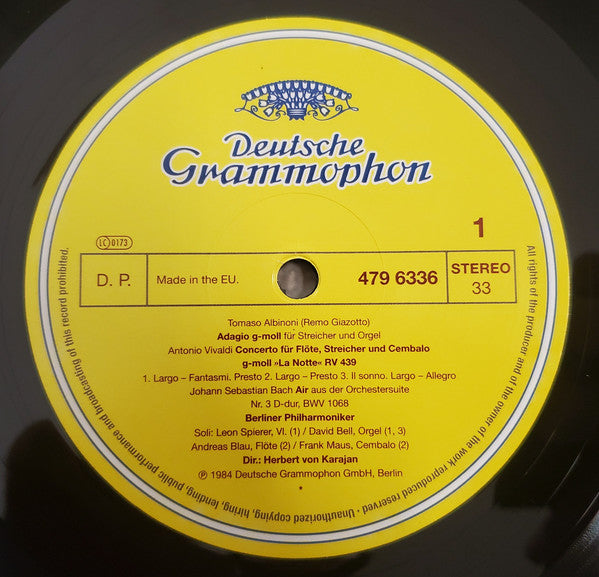 Deutsche
Grammophon
1
LC 0173
D. P.
Made in the EU.
479 6336
STEREO
33
Tomaso Albinoni (Remo Giazotto)
Adagio g-moll für Streicher und Orgel
Antonio Vivaldi Concerto für Flöte, Streicher und Cembalo
g-moll »La Notte« RV 439
1. Largo – Fantasmi. Presto 2. Largo – Presto 3. Il sonno. Largo – Allegro
Johann Sebastian Bach Air aus der Orchestersuite
Nr. 3 D-dur, BWV 1068
Berliner Philharmoniker
Soli: Leon Spierer, Vl. (1) / David Bell, Orgel (1, 3)
Andreas Blau, Flöte (2) / Frank Maus, Cembalo (2)
Dir.: Herbert von Karajan
℗ 1984 Deutsche Grammophon GmbH, Berlin
*
All rights of the producer and of the owner of the work reproduced reserved · Unauthorized copying, hiring, lending, public performance and broadcasting of this record prohibited.